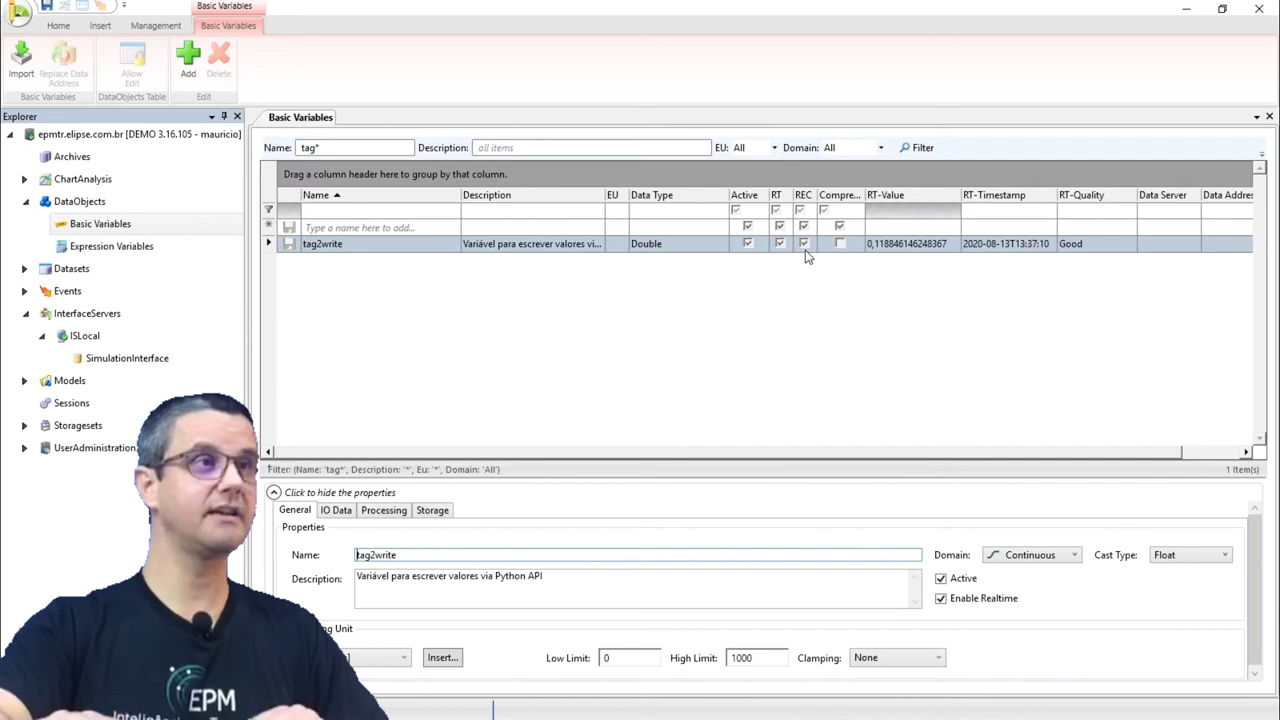 Basic Variables
Home Insert Management Basic Variables
Import Replace Data Address Allow Edit Add Delete
Basic Variables DataObjects Table Edit
Explorer
epmtr.elipse.com.br [DEMO 3.16.105 - mauricio]
Archives
ChartAnalysis
DataObjects
Basic Variables
Expression Variables
Datasets
Events
InterfaceServers
ISLocal
SimulationInterface
Models
Sessions
Storagesets
UserAdministration
Basic Variables
Name: tag* Description: all items EU: All Domain: All Filter
Drag a column header here to group by that column.
Name Description EU Data Type Active RT REC Compre... RT-Value RT-Timestamp RT-Quality Data Server Data Addres
Type a name here to add...
tag2write Variável para escrever valores vi... Double 0,118846146248367 2020-08-13T13:37:10 Good
Filter: (Name: 'tag*', Description: '*', Eu: '*', Domain: 'All') 1 Item(s)
Click to hide the properties
General IO Data Processing Storage
Properties
Name: tag2write Domain: Continuous Cast Type: Float
Description: Variável para escrever valores via Python API
Active
Enable Realtime
Unit
Insert... Low Limit: 0 High Limit: 1000 Clamping: None
EPM